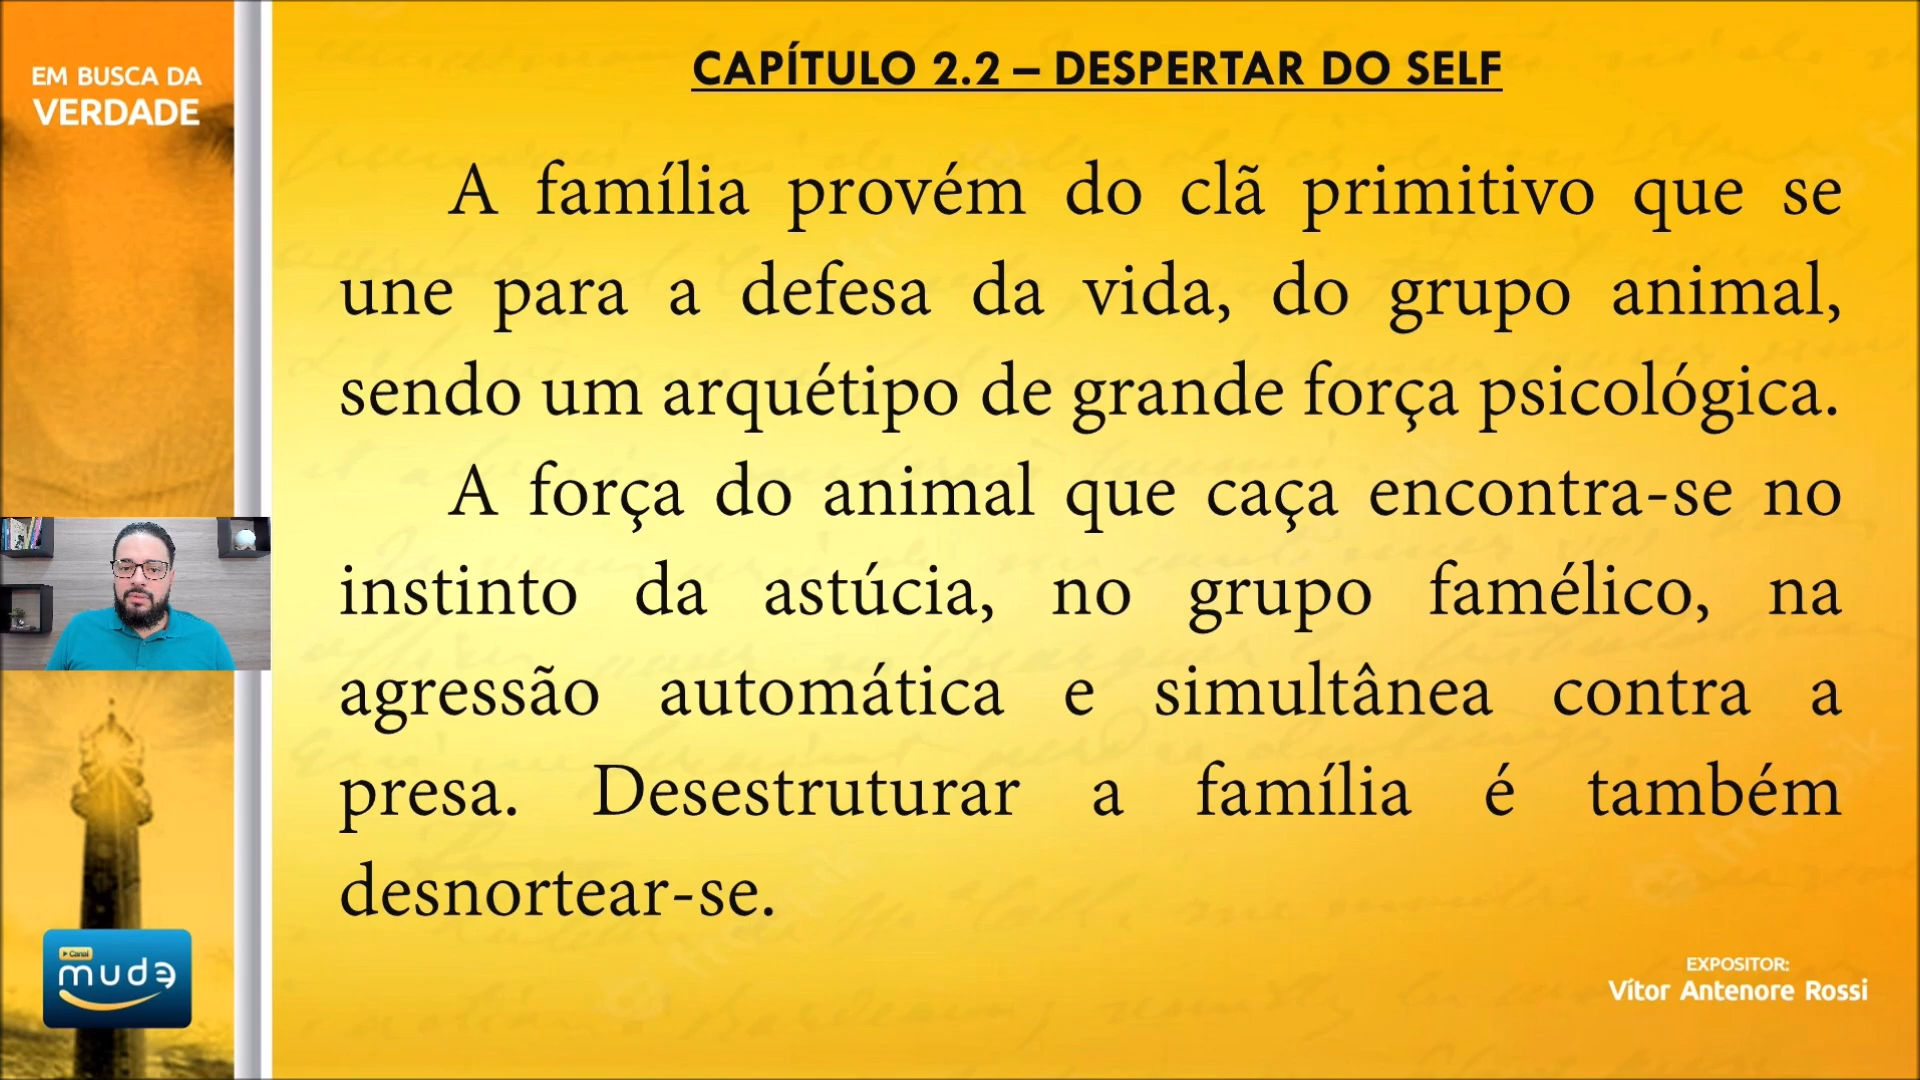 EM BUSCA DA
VERDADE
CAPÍTULO 2.2 – DESPERTAR DO SELF
A família provém do clã primitivo que se
une para a defesa da vida, do grupo animal,
sendo um arquétipo de grande força psicológica.
A força do animal que caça encontra-se no
instinto da astúcia, no grupo famélico, na
agressão automática e simultânea contra a
presa. Desestruturar a família é também
desnortear-se.
Canal
mude
EXPOSITOR:
Vítor Antenore Rossi